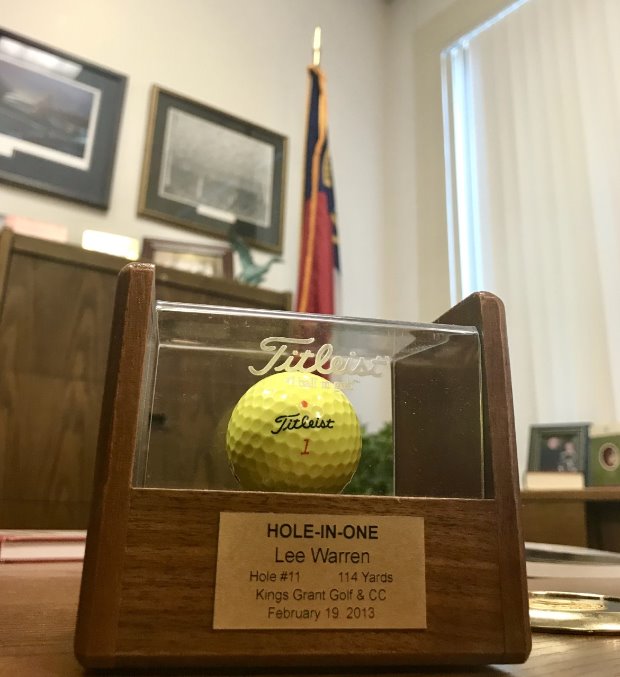 Titleist
Titleist
1
HOLE-IN-ONE
Lee Warren
Hole #11 114 Yards
Kings Grant Golf & CC
February 19, 2013